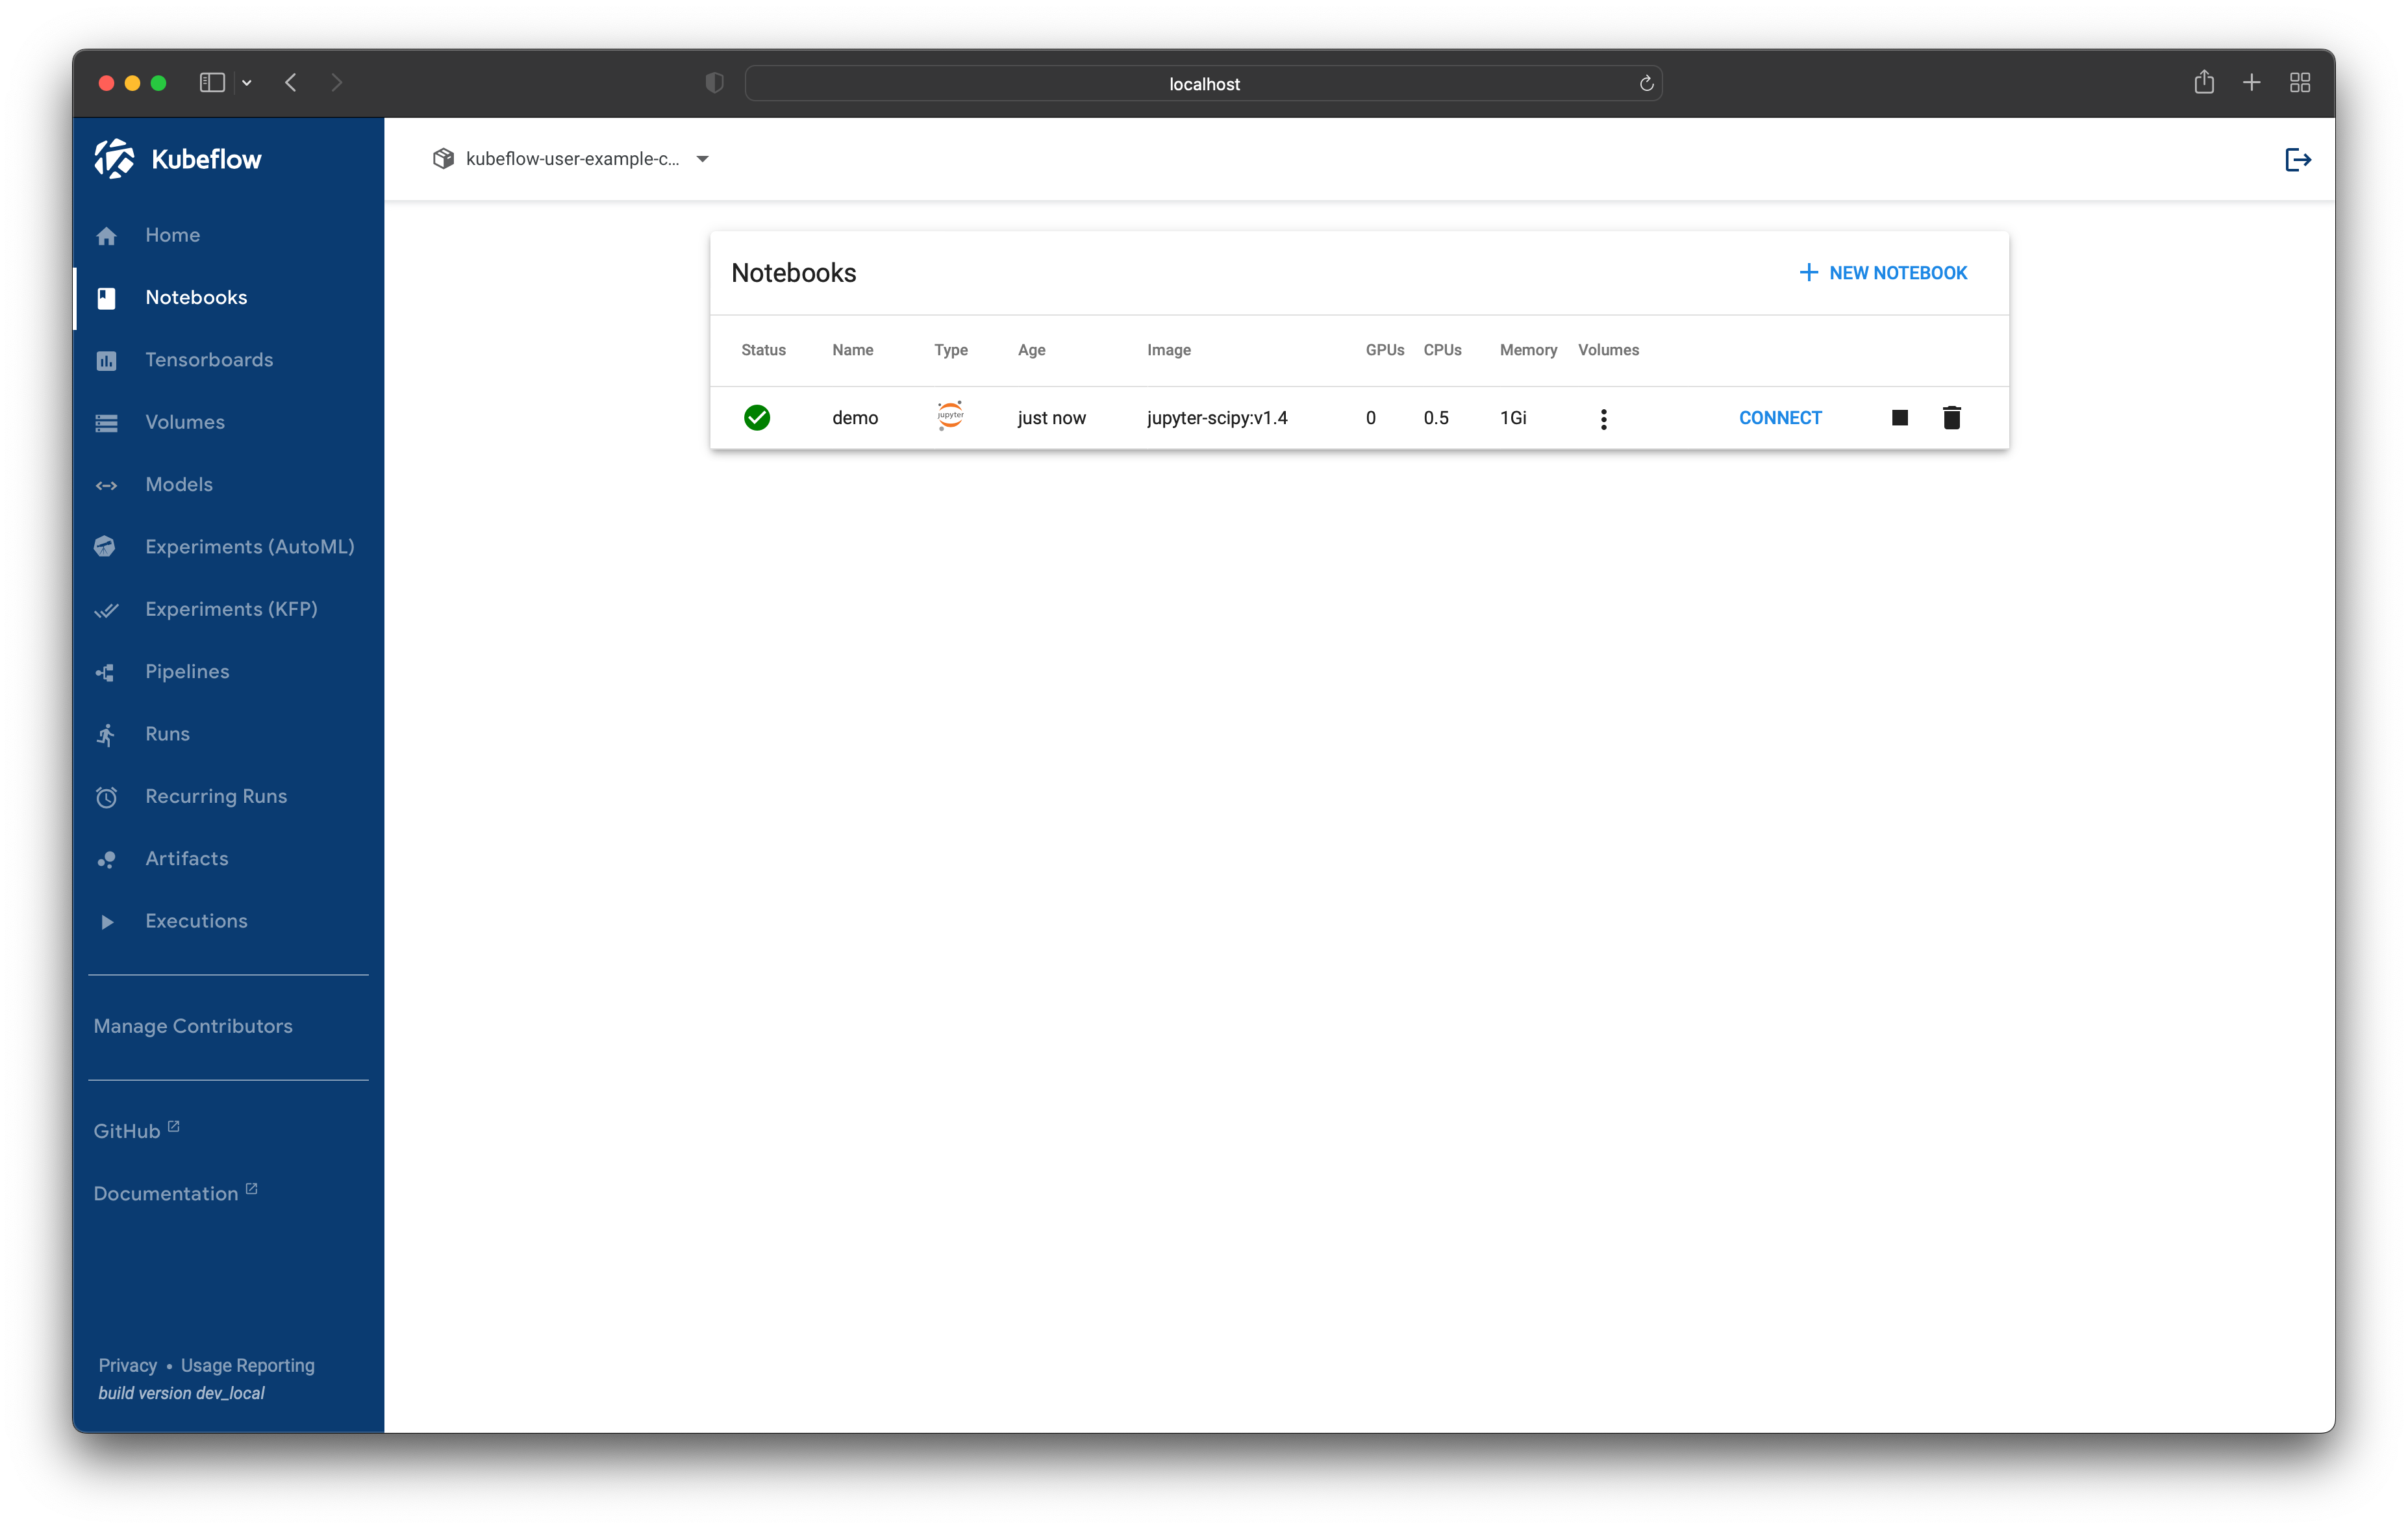 localhost
Kubeflow
kubeflow-user-example-c...
Home
Notebooks
Tensorboards
Volumes
Models
Experiments (AutoML)
Experiments (KFP)
Pipelines
Runs
Recurring Runs
Artifacts
Executions
Manage Contributors
GitHub
Documentation
Privacy • Usage Reporting
build version dev_local
Notebooks
NEW NOTEBOOK
Status Name Type Age Image GPUs CPUs Memory Volumes
demo jupyter just now jupyter-scipy:v1.4 0 0.5 1Gi CONNECT